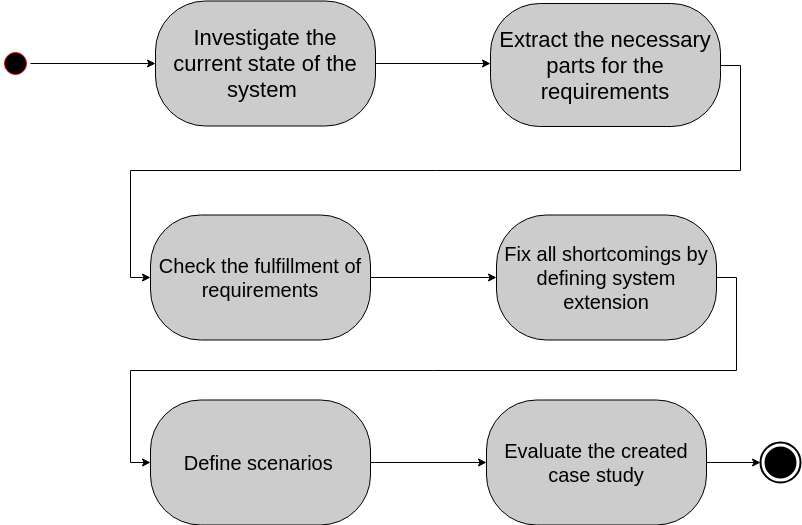 Investigate the
current state of the
system
Extract the necessary
parts for the
requirements
Check the fulfillment of
requirements
Fix all shortcomings by
defining system
extension
Define scenarios
Evaluate the created
case study